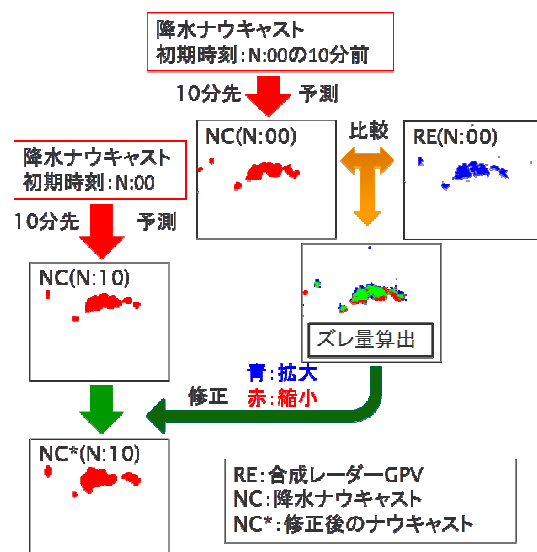 降水ナウキャスト
初期時刻：N:00の10分前
10分先 予測
NC(N:00)
比較
RE(N:00)
降水ナウキャスト
初期時刻：N:00
10分先 予測
NC(N:10)
ズレ量算出
青：拡大
修正 赤：縮小
NC*(N:10)
RE：合成レーダーGPV
NC：降水ナウキャスト
NC*：修正後のナウキャスト